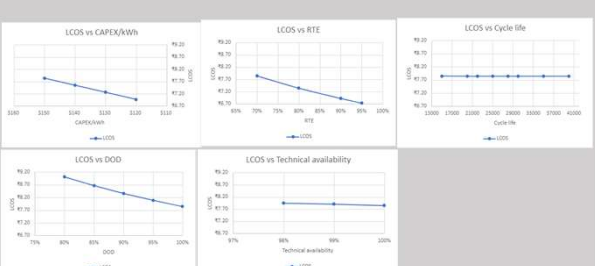 LCOS vs CAPEX/kWh
₹9.20
₹8.70
₹8.20
₹7.70
₹7.20
₹6.70
LCOS
$160 $150 $140 $130 $120 $110
CAPEX/kWh
LCOS
LCOS vs RTE
₹9.20
₹8.70
₹8.20
₹7.70
₹7.20
₹6.70
LCOS
65% 70% 75% 80% 85% 90% 95% 100%
RTE
LCOS
LCOS vs Cycle life
₹9.20
₹8.70
₹8.20
₹7.70
₹7.20
₹6.70
LCOS
13000 17000 21000 25000 29000 33000 37000 41000
Cycle life
LCOS
LCOS vs DOD
₹9.20
₹8.70
₹8.20
₹7.70
₹7.20
₹6.70
LCOS
75% 80% 85% 90% 95% 100%
DOD
LCOS vs Technical availability
₹9.20
₹8.70
₹8.20
₹7.70
₹7.20
₹6.70
LCOS
97% 98% 99% 100%
Technical availability